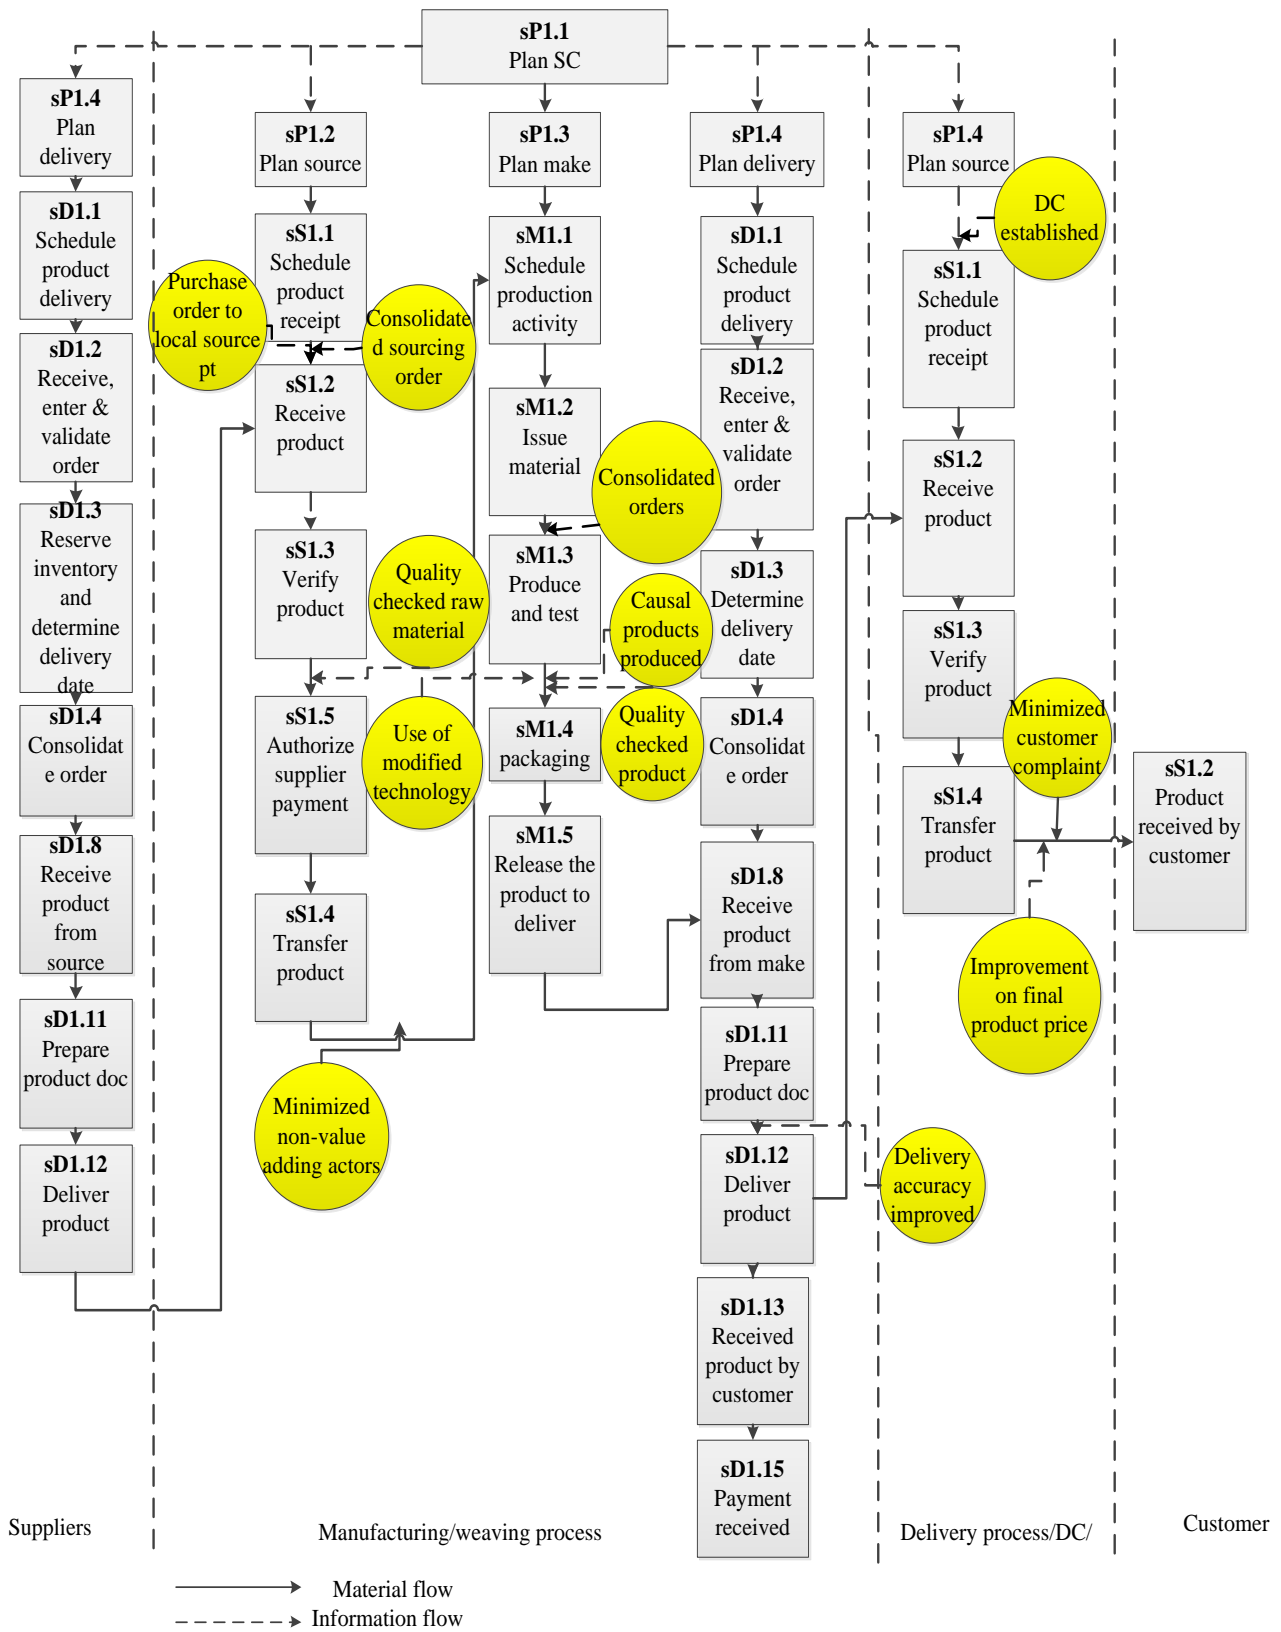 sP1.1
Plan SC
sP1.4
Plan
delivery
sD1.1
Schedule
product
delivery
sD1.2
Receive,
enter &
validate
order
sD1.3
Reserve
inventory
and
determine
delivery
date
sD1.4
Consolidat
e order
sD1.8
Receive
product
from
source
sD1.11
Prepare
product doc
sD1.12
Deliver
product
sP1.2
Plan source
sS1.1
Schedule
product
receipt
Purchase
order to
local source
pt
Consolidate
d sourcing
order
sS1.2
Receive
product
sS1.3
Verify
product
Quality
checked raw
material
sS1.5
Authorize
supplier
payment
Use of
modified
technology
sS1.4
Transfer
product
Minimized
non-value
adding actors
sP1.3
Plan make
sM1.1
Schedule
production
activity
sM1.2
Issue
material
Consolidated
orders
sM1.3
Produce
and test
Causal
products
produced
sM1.4
packaging
Quality
checked
product
sM1.5
Release the
product to
deliver
sP1.4
Plan delivery
sD1.1
Schedule
product
delivery
sD1.2
Receive,
enter &
validate
order
sD1.3
Determine
delivery
date
sD1.4
Consolidat
e order
sD1.8
Receive
product
from make
sD1.11
Prepare
product doc
sD1.12
Deliver
product
Delivery
accuracy
improved
sD1.13
Received
product by
customer
sD1.15
Payment
received
sP1.4
Plan source
DC
established
sS1.1
Schedule
product
receipt
sS1.2
Receive
product
sS1.3
Verify
product
Minimized
customer
complaint
sS1.4
Transfer
product
Improvement
on final
product price
sS1.2
Product
received by
customer
Suppliers
Manufacturing/weaving process
Delivery process/DC/
Customer
Material flow
Information flow